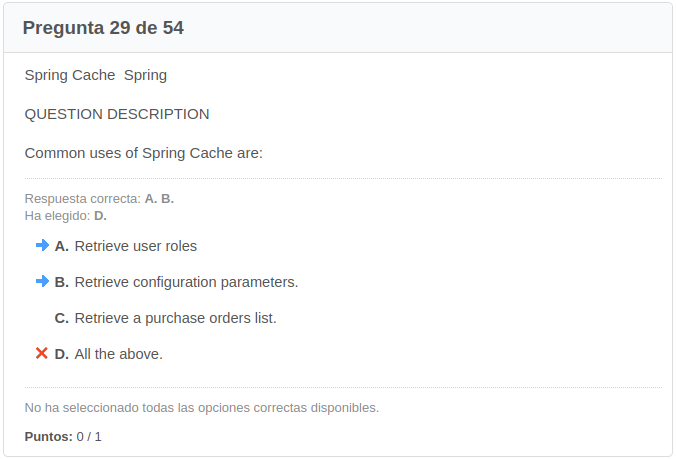 Pregunta 29 de 54
Spring Cache  Spring
QUESTION DESCRIPTION
Common uses of Spring Cache are:
Respuesta correcta: A. B.
Ha elegido: D.
A. Retrieve user roles
B. Retrieve configuration parameters.
C. Retrieve a purchase orders list.
D. All the above.
No ha seleccionado todas las opciones correctas disponibles.
Puntos: 0 / 1